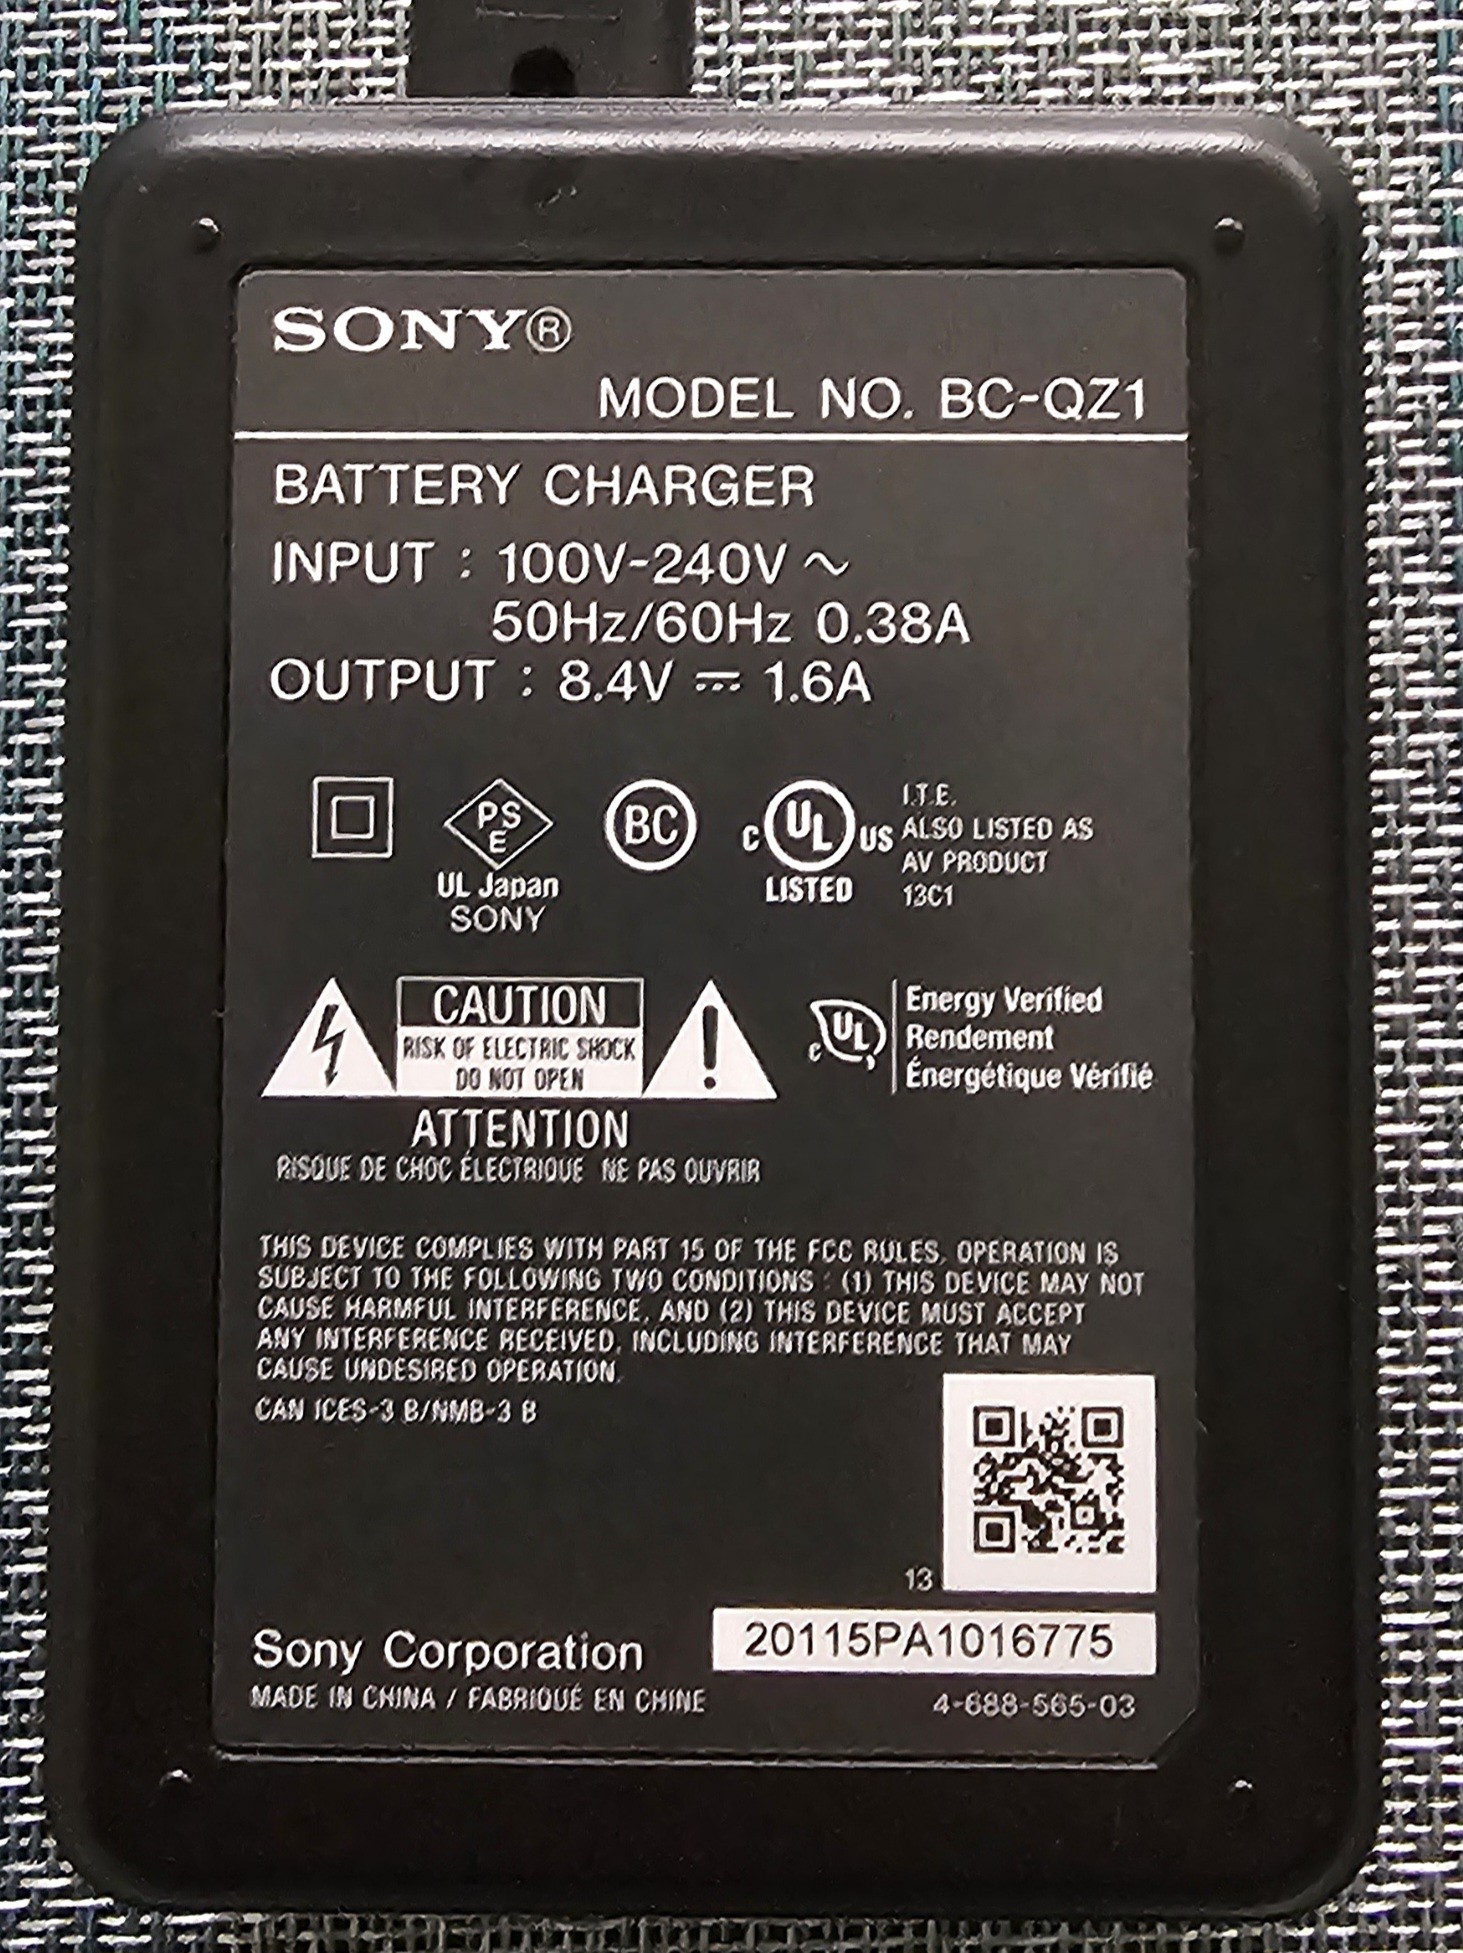 SONY®
MODEL NO. BC-QZ1
BATTERY CHARGER
INPUT : 100V-240V ~
50Hz/60Hz 0.38A
OUTPUT : 8.4V ⎓ 1.6A
PS
E
UL Japan
SONY
BC
C UL US
LISTED
I.T.E.
ALSO LISTED AS
AV PRODUCT
13C1
CAUTION
RISK OF ELECTRIC SHOCK
DO NOT OPEN
ATTENTION
RISQUE DE CHOC ÉLECTRIQUE NE PAS OUVRIR
C UL
Energy Verified
Rendement
Énergétique Vérifié
THIS DEVICE COMPLIES WITH PART 15 OF THE FCC RULES. OPERATION IS
SUBJECT TO THE FOLLOWING TWO CONDITIONS : (1) THIS DEVICE MAY NOT
CAUSE HARMFUL INTERFERENCE, AND (2) THIS DEVICE MUST ACCEPT
ANY INTERFERENCE RECEIVED, INCLUDING INTERFERENCE THAT MAY
CAUSE UNDESIRED OPERATION.
CAN ICES-3 B/NMB-3 B
13
Sony Corporation
20115PA1016775
MADE IN CHINA / FABRIQUÉ EN CHINE
4-688-565-03